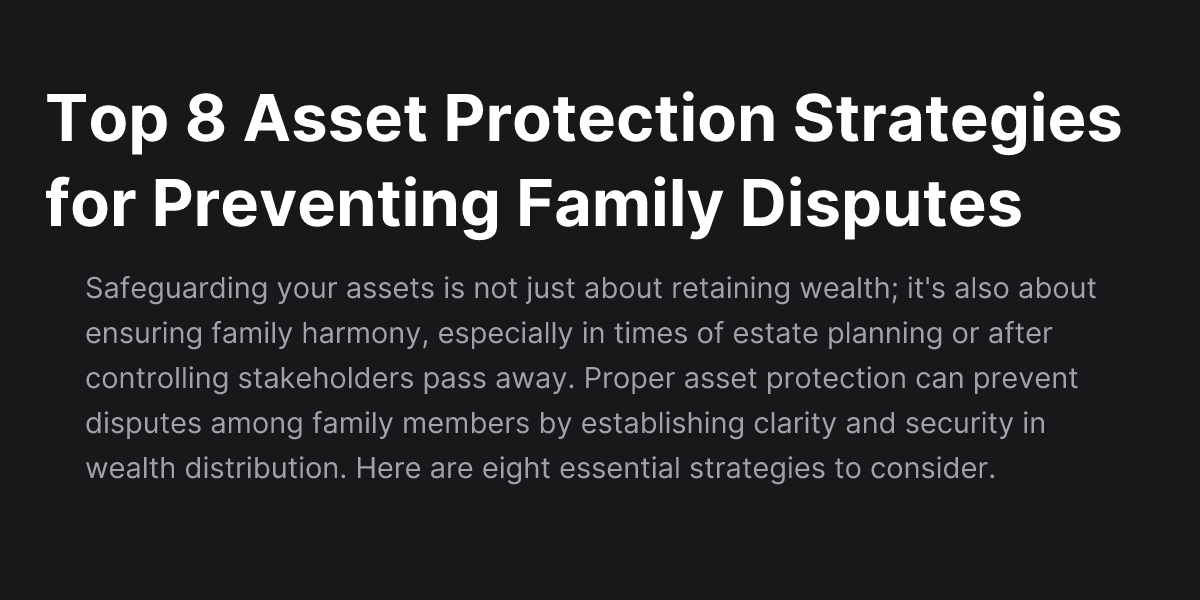 Top 8 Asset Protection Strategies
for Preventing Family Disputes
Safeguarding your assets is not just about retaining wealth; it's also about
ensuring family harmony, especially in times of estate planning or after
controlling stakeholders pass away. Proper asset protection can prevent
disputes among family members by establishing clarity and security in
wealth distribution. Here are eight essential strategies to consider.